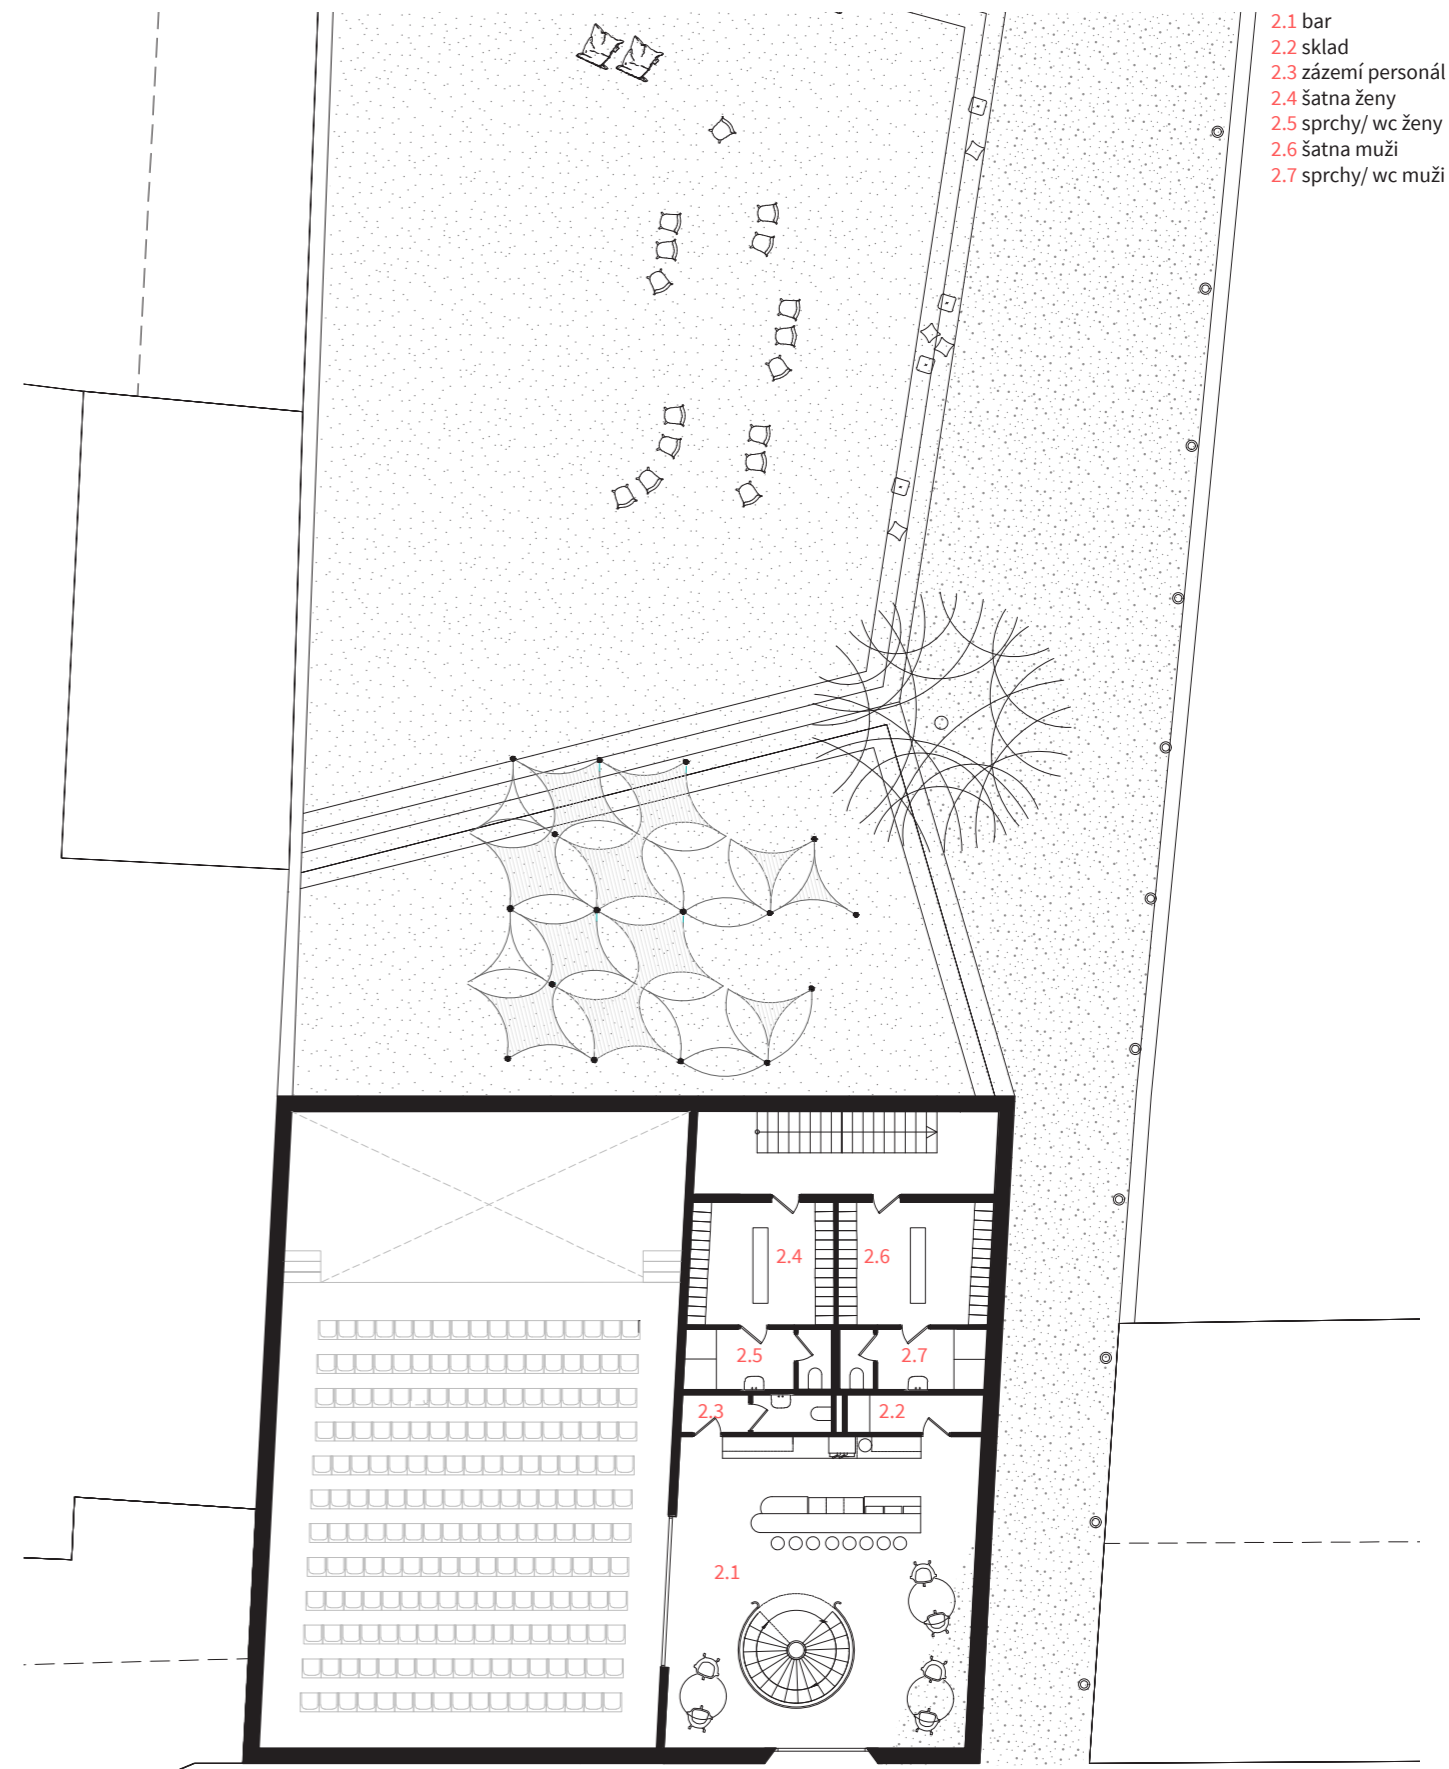 2.1 bar
2.2 sklad
2.3 zázemí personál
2.4 šatna ženy
2.5 sprchy/ wc ženy
2.6 šatna muži
2.7 sprchy/ wc muži
2.4
2.6
2.5
2.7
2.3
2.2
2.1